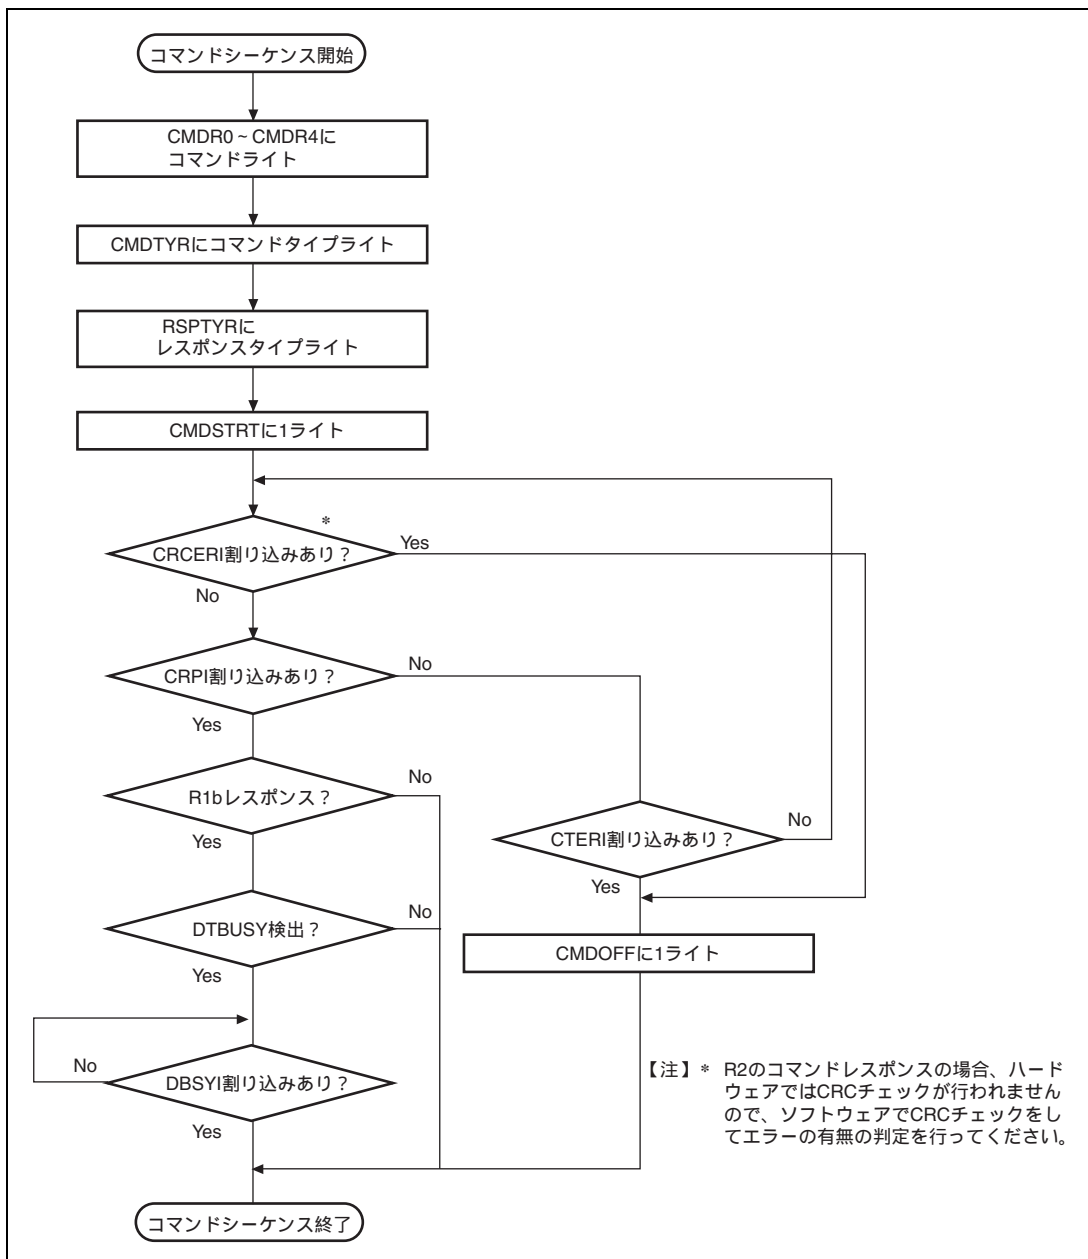 コマンドシーケンス開始
CMDR0~CMDR4に
コマンドライト
CMDTYRにコマンドタイプライト
RSPTYRに
レスポンスタイプライト
CMDSTRTに1ライト
*
CRCERI割り込みあり？
Yes
No
CRPI割り込みあり？
No
Yes
R1bレスポンス？
No
Yes
CTERI割り込みあり？
No
Yes
DTBUSY検出？
No
Yes
CMDOFFに1ライト
DBSYI割り込みあり？
No
Yes
【注】* R2のコマンドレスポンスの場合、ハード
ウェアではCRCチェックが行われません
ので、ソフトウェアでCRCチェックをし
てエラーの有無の判定を行ってください。
コマンドシーケンス終了